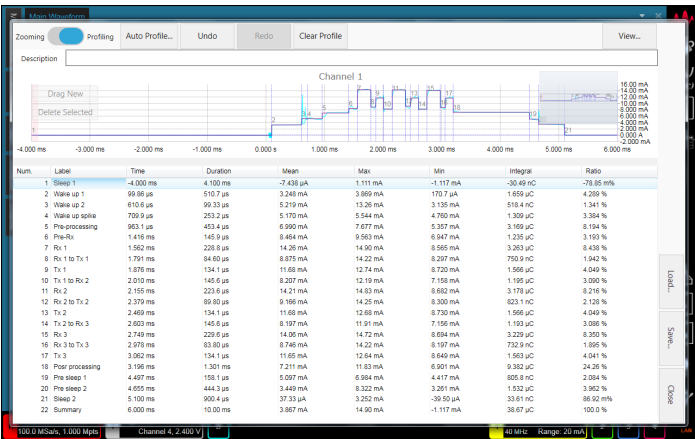 Main Waveform
Zooming Profiling Auto Profile... Undo Redo Clear Profile View...
Description
Channel 1
Drag New
Delete Selected
16.00 mA
14.00 mA
12.00 mA
10.00 mA
8.000 mA
6.000 mA
4.000 mA
2.000 mA
0.000 A
-2.000 mA
-4.000 ms -3.000 ms -2.000 ms -1.000 ms 0.000 s 1.000 ms 2.000 ms 3.000 ms 4.000 ms 5.000 ms 6.000 ms
Num. Label Time Duration Mean Max Min Integral Ratio
1 Sleep 1 -4.000 ms 4.100 ms -7.438 µA 1.111 mA -1.117 mA -30.49 nC -78.85 m%
2 Wake up 1 99.86 µs 510.7 µs 3.248 mA 3.869 mA 170.7 µA 1.659 µC 4.289 %
3 Wake up 2 610.6 µs 99.33 µs 5.219 mA 13.26 mA 3.135 mA 518.4 nC 1.341 %
4 Wake up spike 709.9 µs 253.2 µs 5.170 mA 5.544 mA 4.760 mA 1.309 µC 3.384 %
5 Pre-processing 963.1 µs 453.4 µs 6.990 mA 7.677 mA 5.357 mA 3.169 µC 8.194 %
6 Pre-Rx 1.416 ms 145.9 µs 8.464 mA 9.563 mA 6.947 mA 1.235 µC 3.193 %
7 Rx 1 1.562 ms 228.8 µs 14.26 mA 14.90 mA 8.565 mA 3.263 µC 8.438 %
8 Rx 1 to Tx 1 1.791 ms 84.60 µs 8.875 mA 14.22 mA 8.297 mA 750.9 nC 1.942 %
9 Tx 1 1.876 ms 134.1 µs 11.68 mA 12.74 mA 8.720 mA 1.566 µC 4.049 %
10 Tx 1 to Rx 2 2.010 ms 145.6 µs 8.207 mA 12.19 mA 7.158 mA 1.195 µC 3.090 %
11 Rx 2 2.155 ms 223.6 µs 14.21 mA 14.83 mA 8.682 mA 3.178 µC 8.216 %
12 Rx 2 to Tx 2 2.379 ms 89.80 µs 9.166 mA 14.25 mA 8.300 mA 823.1 nC 2.128 %
13 Tx 2 2.469 ms 134.1 µs 11.68 mA 12.68 mA 8.730 mA 1.566 µC 4.049 %
14 Tx 2 to Rx 3 2.603 ms 145.6 µs 8.197 mA 11.91 mA 7.156 mA 1.193 µC 3.086 %
15 Rx 3 2.749 ms 229.6 µs 14.06 mA 14.72 mA 8.694 mA 3.229 µC 8.350 %
16 Rx 3 to Tx 3 2.978 ms 83.80 µs 8.746 mA 14.22 mA 8.197 mA 732.9 nC 1.895 %
17 Tx 3 3.062 ms 134.1 µs 11.65 mA 12.64 mA 8.649 mA 1.563 µC 4.041 %
18 Posr processing 3.196 ms 1.301 ms 7.211 mA 11.83 mA 6.901 mA 9.382 µC 24.26 %
19 Pre sleep 1 4.497 ms 158.1 µs 5.097 mA 6.984 mA 4.417 mA 805.8 nC 2.084 %
20 Pre sleep 2 4.655 ms 444.3 µs 3.449 mA 8.322 mA 3.261 mA 1.532 µC 3.962 %
21 Sleep 2 5.100 ms 900.4 µs 37.33 µA 3.252 mA -39.50 µA 33.61 nC 86.92 m%
22 Summary 6.000 ms 10.00 ms 3.867 mA 14.90 mA -1.117 mA 38.67 µC 100.0 %
Load...
Save...
Close
100.0 MSa/s, 1.000 Mpts Channel 4, 2.400 V 40 MHz Range: 20 mA LAN